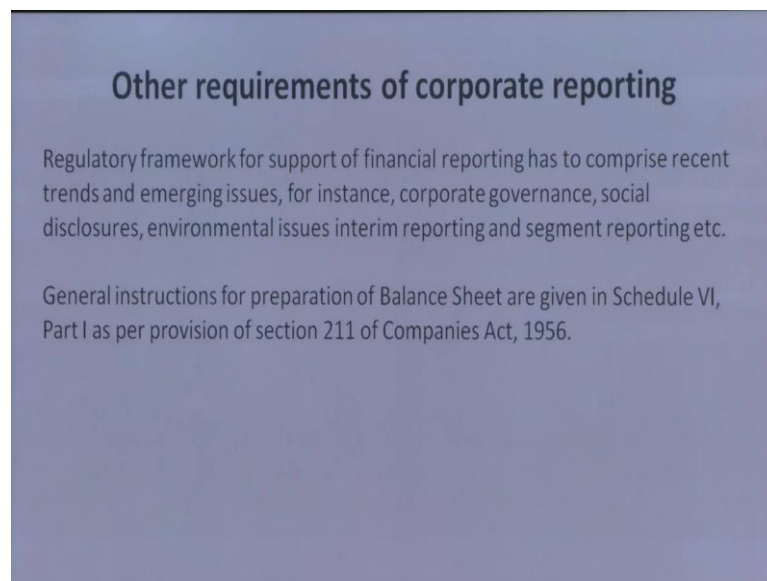 Other requirements of corporate reporting
Regulatory framework for support of financial reporting has to comprise recent
trends and emerging issues, for instance, corporate governance, social
disclosures, environmental issues interim reporting and segment reporting etc.
General instructions for preparation of Balance Sheet are given in Schedule VI,
Part I as per provision of section 211 of Companies Act, 1956.